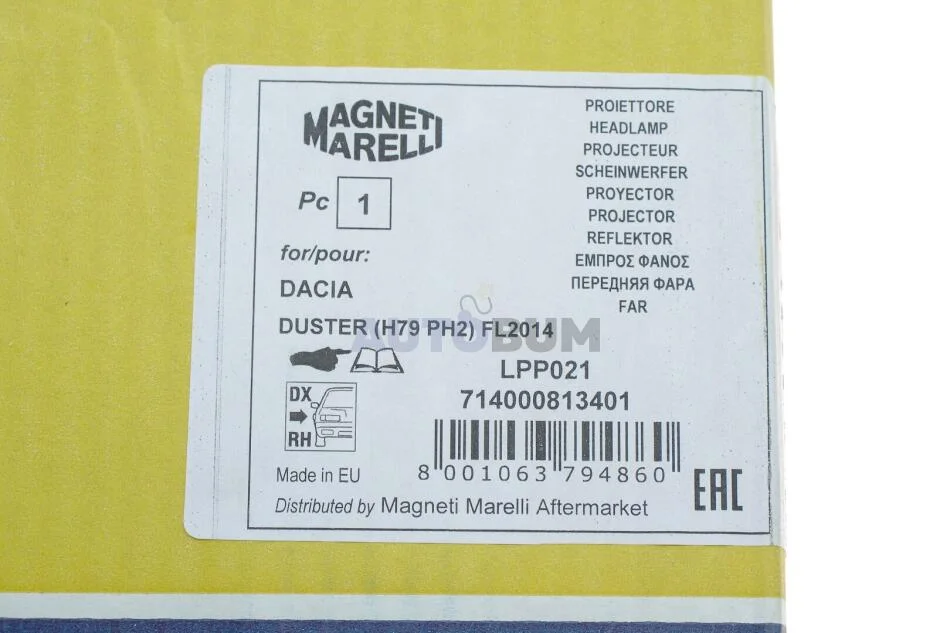 MAGNETI
MARELLI
Pc 1
for/pour:
DACIA
DUSTER (H79 PH2) FL2014
PROIETTORE
HEADLAMP
PROJECTEUR
SCHEINWERFER
PROYECTOR
PROJECTOR
REFLEKTOR
ΕΜΠΡΟΣ ΦΑΝΟΣ
ПЕРЕДНЯЯ ФАРА
FAR
AUTOBUM
LPP021
714000813401
DX
RH
8 001063 794860
EAC
Made in EU
Distributed by Magneti Marelli Aftermarket